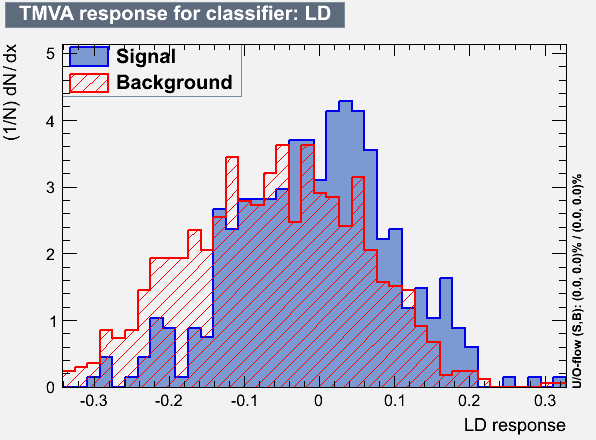 TMVA response for classifier: LD
(1/N) dN/dx
Signal
Background
5
4
3
2
1
0
-0.3 -0.2 -0.1 0 0.1 0.2 0.3
LD response
U/O-flow (S,B): (0.0, 0.0)% / (0.0, 0.0)%